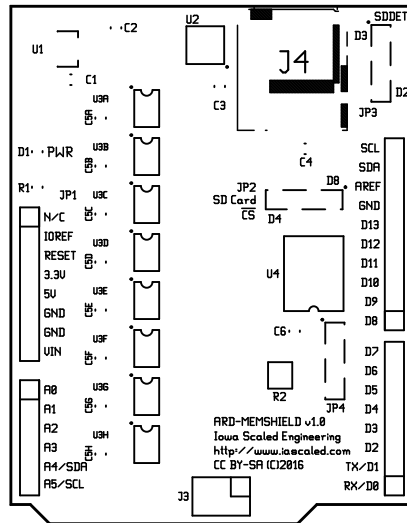 SDDET
U1
C2
U2
D3
J4
D2
JP3
C1
C3
U3A
C5A
C4
SCL
D1
PWR
U3B
C5B
SDA
R1
JP1
U3C
C5C
JP2
D8
AREF
SD Card
CS
D4
GND
N/C
D13
IOREF
U3D
C5D
D12
RESET
D11
3.3V
U4
D10
5V
U3E
C5E
D9
GND
D8
GND
U3F
C5F
C6
VIN
D7
D6
A0
U3G
C5G
R2
JP4
D5
A1
D4
A2
ARD-MEMSHIELD v1.0
D3
A3
U3H
C5H
Iowa Scaled Engineering
http://www.iascaled.com
D2
A4/SDA
CC BY-SA (C)2016
TX/D1
A5/SCL
J3
RX/D0